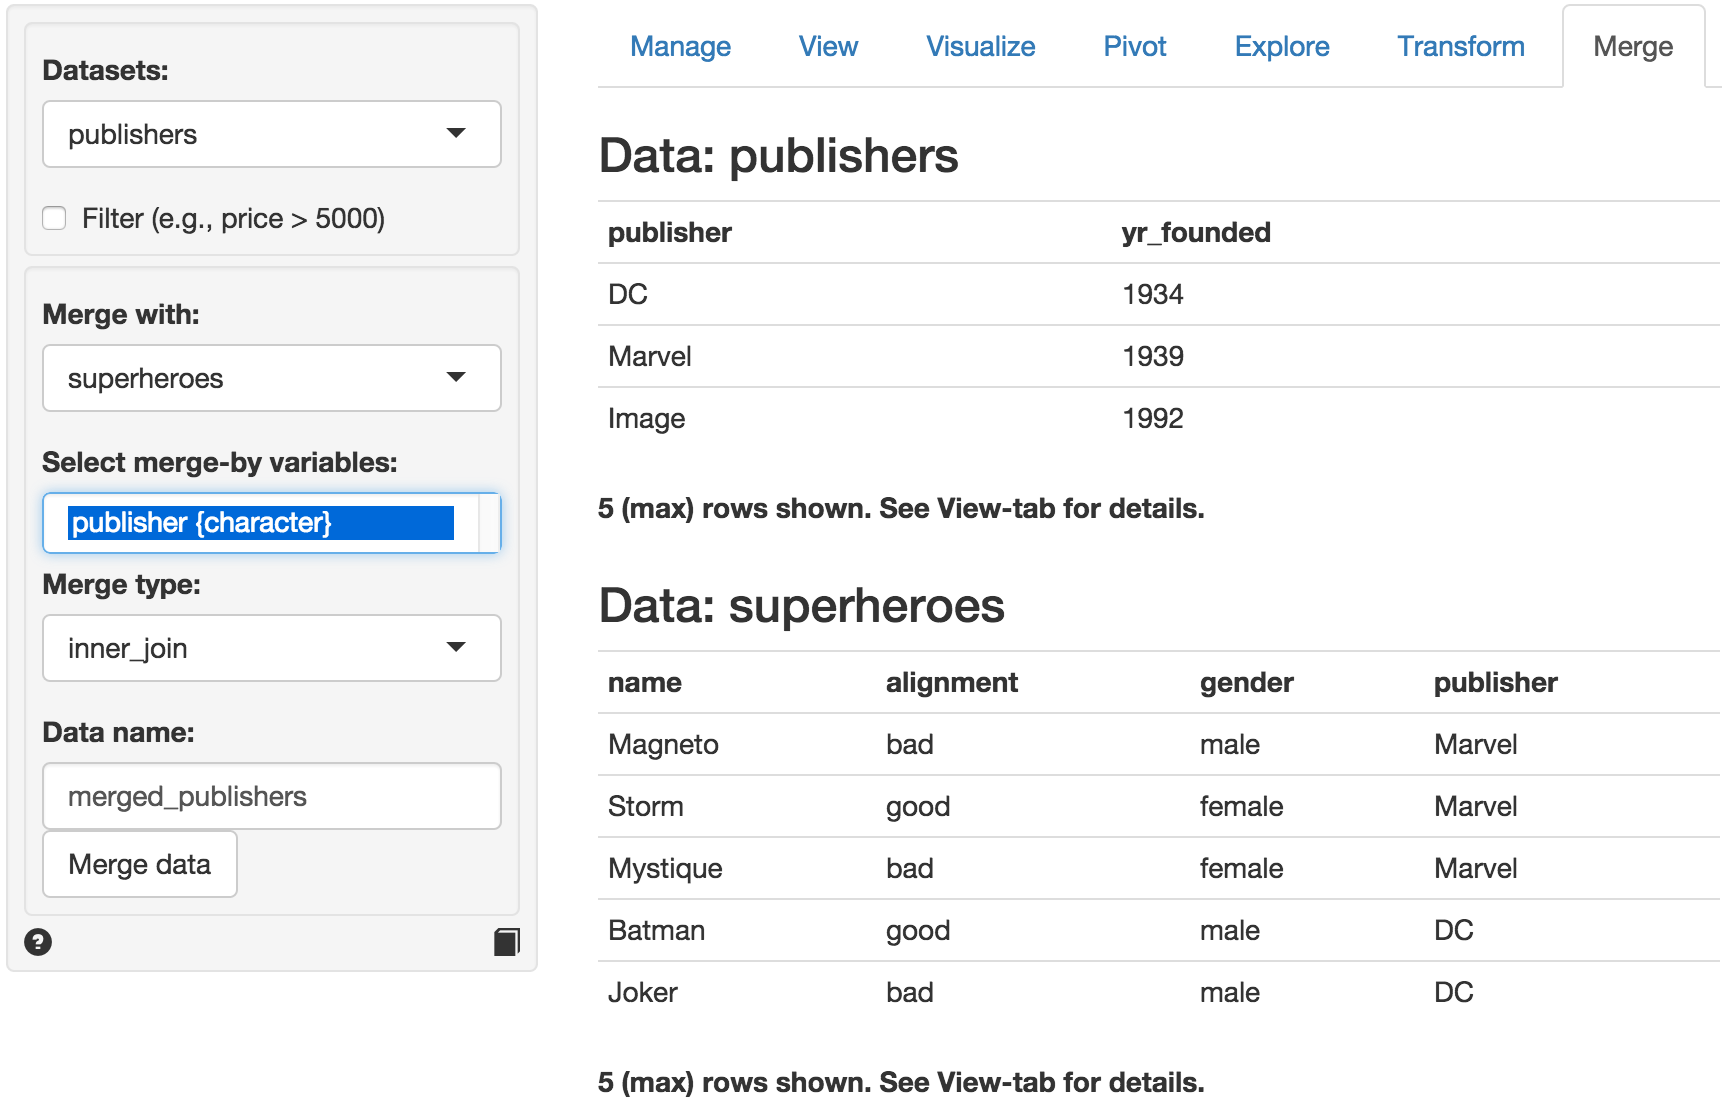 Datasets:
publishers
Filter (e.g., price > 5000)
Merge with:
superheroes
Select merge-by variables:
publisher {character}
Merge type:
inner_join
Data name:
merged_publishers
Merge data
?
Manage View Visualize Pivot Explore Transform Merge
Data: publishers
publisher yr_founded
DC 1934
Marvel 1939
Image 1992
5 (max) rows shown. See View-tab for details.
Data: superheroes
name alignment gender publisher
Magneto bad male Marvel
Storm good female Marvel
Mystique bad female Marvel
Batman good male DC
Joker bad male DC
5 (max) rows shown. See View-tab for details.